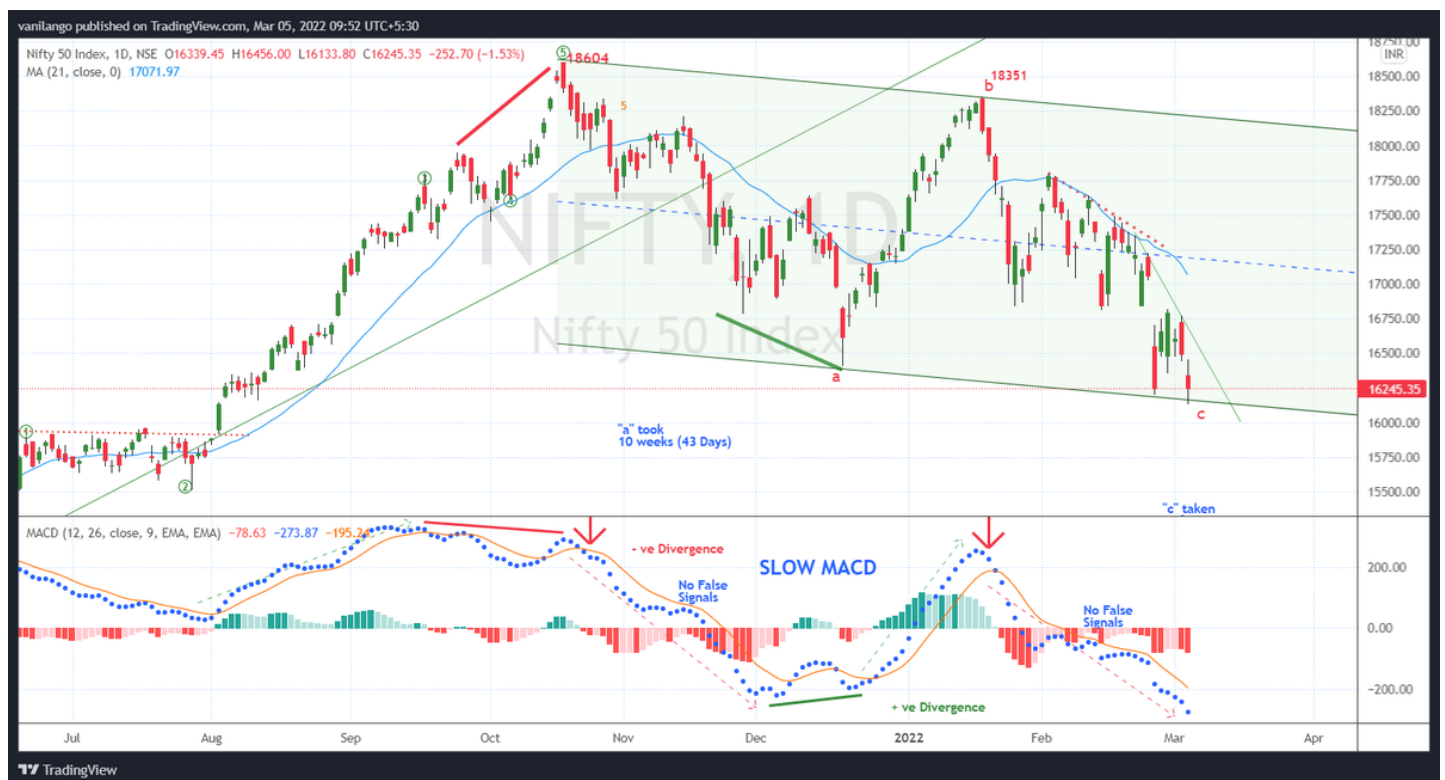 vanilango published on TradingView.com, Mar 05, 2022 09:52 UTC+5:30
Nifty 50 Index, 1D, NSE O16339.45 H16456.00 L16133.80 C16245.35 −252.70 (−1.53%)
MA (21, close, 0) 17071.97
18750.00
INR
5
18604
b
18351
18500.00
5
18250.00
18000.00
3
17750.00
4
17500.00
NIFTY, 1D
17250.00
17000.00
16750.00
Nifty 50 Index
16500.00
a
16245.35
c
1
"a" took
10 weeks (43 Days)
16000.00
15750.00
2
15500.00
"c" taken
MACD (12, 26, close, 9, EMA, EMA) −78.63 −273.87 −195.24
- ve Divergence
SLOW MACD
200.00
No False
Signals
No False
Signals
0.00
−200.00
+ ve Divergence
Jul Aug Sep Oct Nov Dec 2022 Feb Mar Apr
TradingView